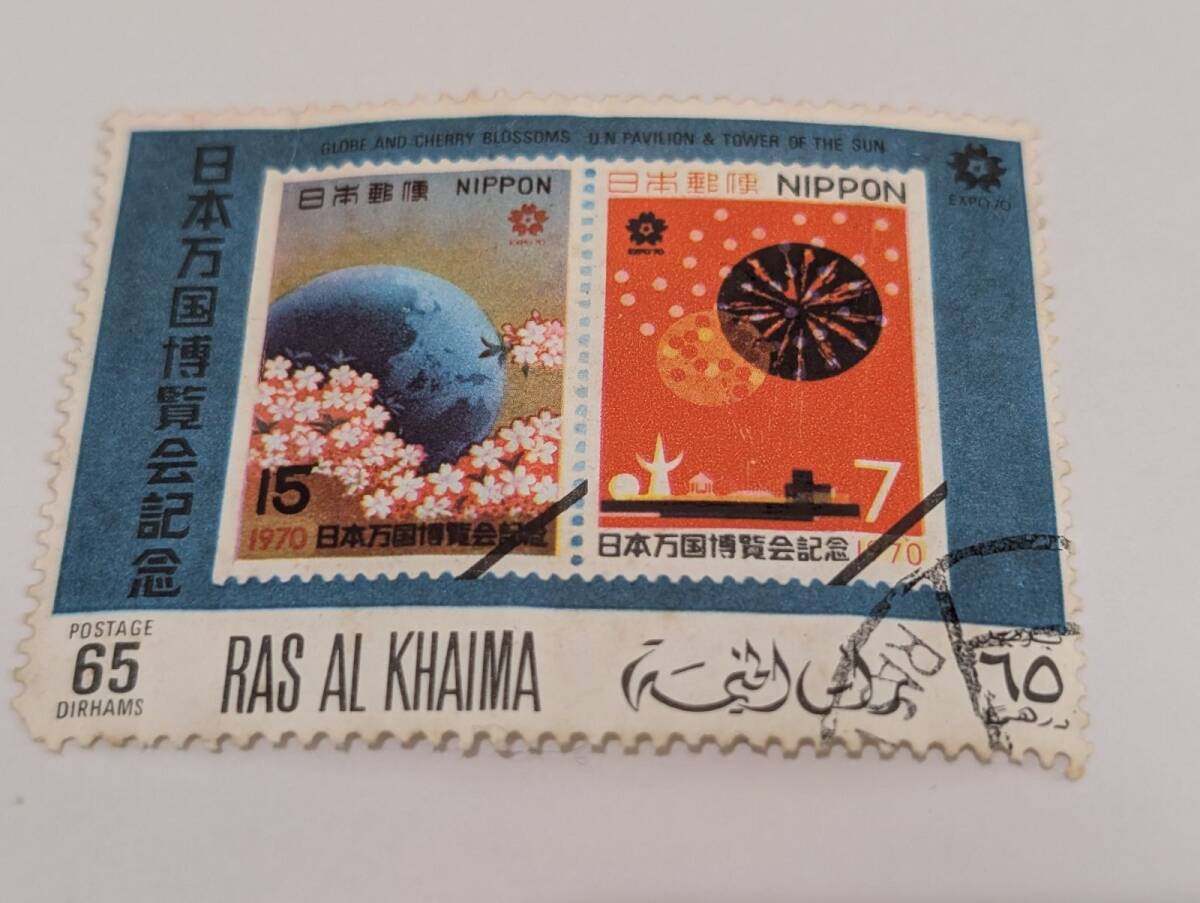 GLOBE AND CHERRY BLOSSOMS U.N. PAVILION & TOWER OF THE SUN
EXPO'70
日本万国博覧会記念
日本郵便 NIPPON
EXPO'70
15
1970 日本万国博覧会記念
日本郵便 NIPPON
EXPO'70
7
日本万国博覧会記念 1970
POSTAGE
65
DIRHAMS
RAS AL KHAIMA
رأس الخيمة
٦٥
RAS